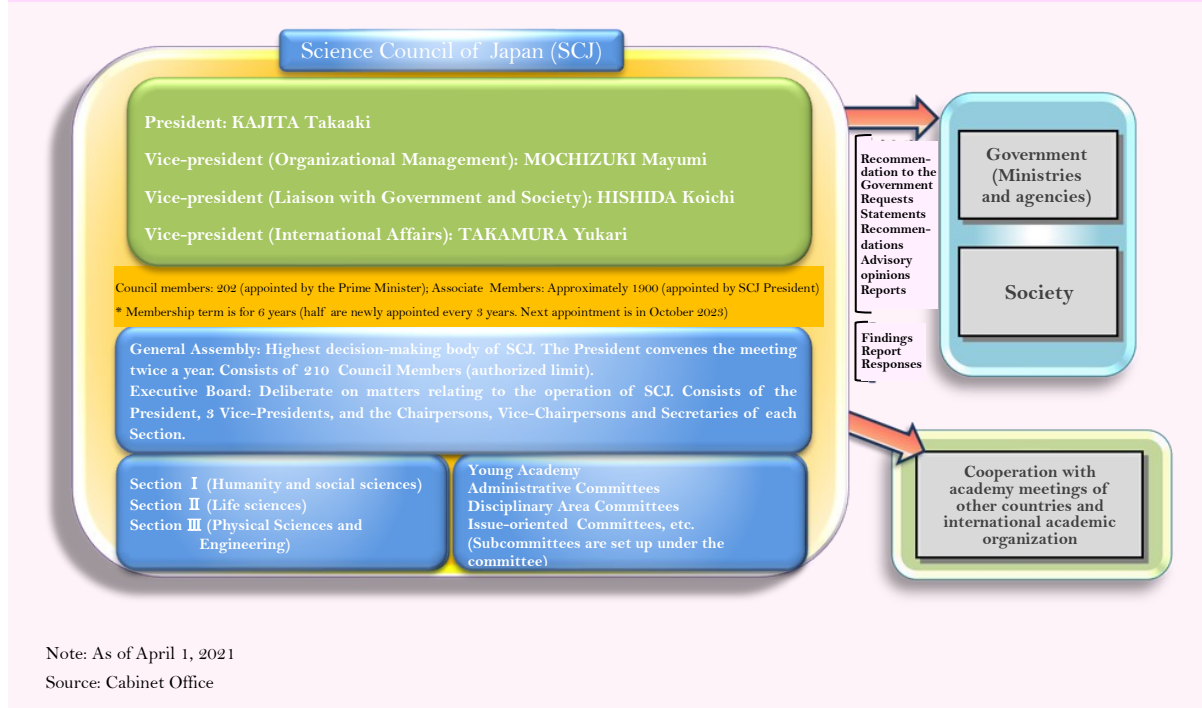 Science Council of Japan (SCJ)
President: KAJITA Takaaki
Vice-president (Organizational Management): MOCHIZUKI Mayumi
Vice-president (Liaison with Government and Society): HISHIDA Koichi
Vice-president (International Affairs): TAKAMURA Yukari
Council members: 202 (appointed by the Prime Minister); Associate Members: Approximately 1900 (appointed by SCJ President)
* Membership term is for 6 years (half are newly appointed every 3 years. Next appointment is in October 2023)
General Assembly: Highest decision-making body of SCJ. The President convenes the meeting
twice a year. Consists of 210 Council Members (authorized limit).
Executive Board: Deliberate on matters relating to the operation of SCJ. Consists of the
President, 3 Vice-Presidents, and the Chairpersons, Vice-Chairpersons and Secretaries of each
Section.
Section Ⅰ (Humanity and social sciences)
Section Ⅱ (Life sciences)
Section Ⅲ (Physical Sciences and
Engineering)
Young Academy
Administrative Committees
Disciplinary Area Committees
Issue-oriented Committees, etc.
(Subcommittees are set up under the
committee)
Recommen-
dation to the
Government
Requests
Statements
Recommen-
dations
Advisory
opinions
Reports
Findings
Report
Responses
Government
(Ministries
and agencies)
Society
Cooperation with
academy meetings of
other countries and
international academic
organization
Note: As of April 1, 2021
Source: Cabinet Office